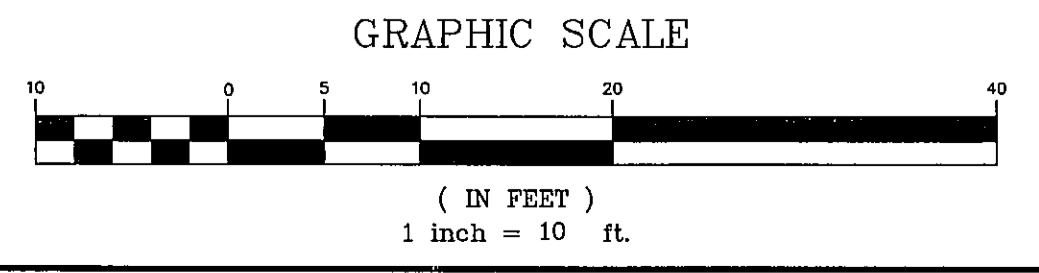 GRAPHIC SCALE
10 0 5 10 20 40
( IN FEET )
1 inch = 10 ft.